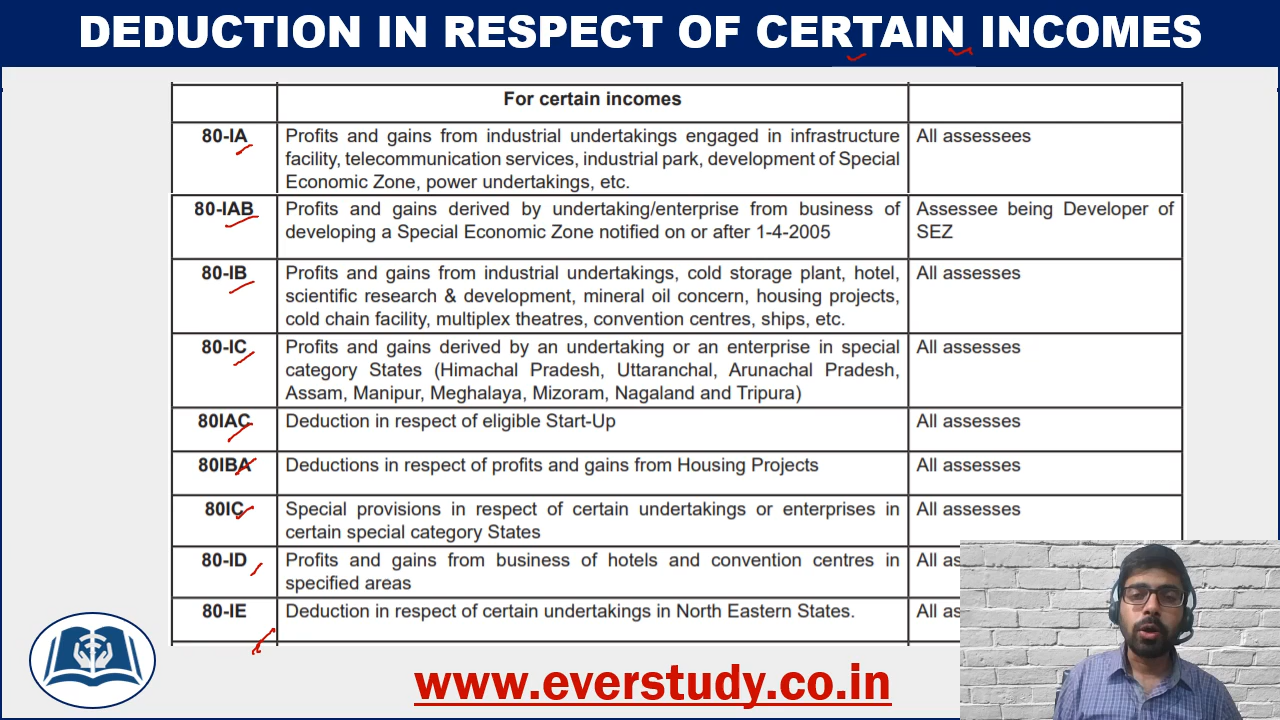 DEDUCTION IN RESPECT OF CERTAIN INCOMES
For certain incomes
80-IA
Profits and gains from industrial undertakings engaged in infrastructure
facility, telecommunication services, industrial park, development of Special
Economic Zone, power undertakings, etc.
All assessees
80-IAB
Profits and gains derived by undertaking/enterprise from business of
developing a Special Economic Zone notified on or after 1-4-2005
Assessee being Developer of
SEZ
80-IB
Profits and gains from industrial undertakings, cold storage plant, hotel,
scientific research & development, mineral oil concern, housing projects,
cold chain facility, multiplex theatres, convention centres, ships, etc.
All assesses
80-IC
Profits and gains derived by an undertaking or an enterprise in special
category States (Himachal Pradesh, Uttaranchal, Arunachal Pradesh,
Assam, Manipur, Meghalaya, Mizoram, Nagaland and Tripura)
All assesses
80IAC
Deduction in respect of eligible Start-Up
All assesses
80IBA
Deductions in respect of profits and gains from Housing Projects
All assesses
80IC
Special provisions in respect of certain undertakings or enterprises in
certain special category States
All assesses
80-ID
Profits and gains from business of hotels and convention centres in
specified areas
All
80-IE
Deduction in respect of certain undertakings in North Eastern States.
All
www.everstudy.co.in